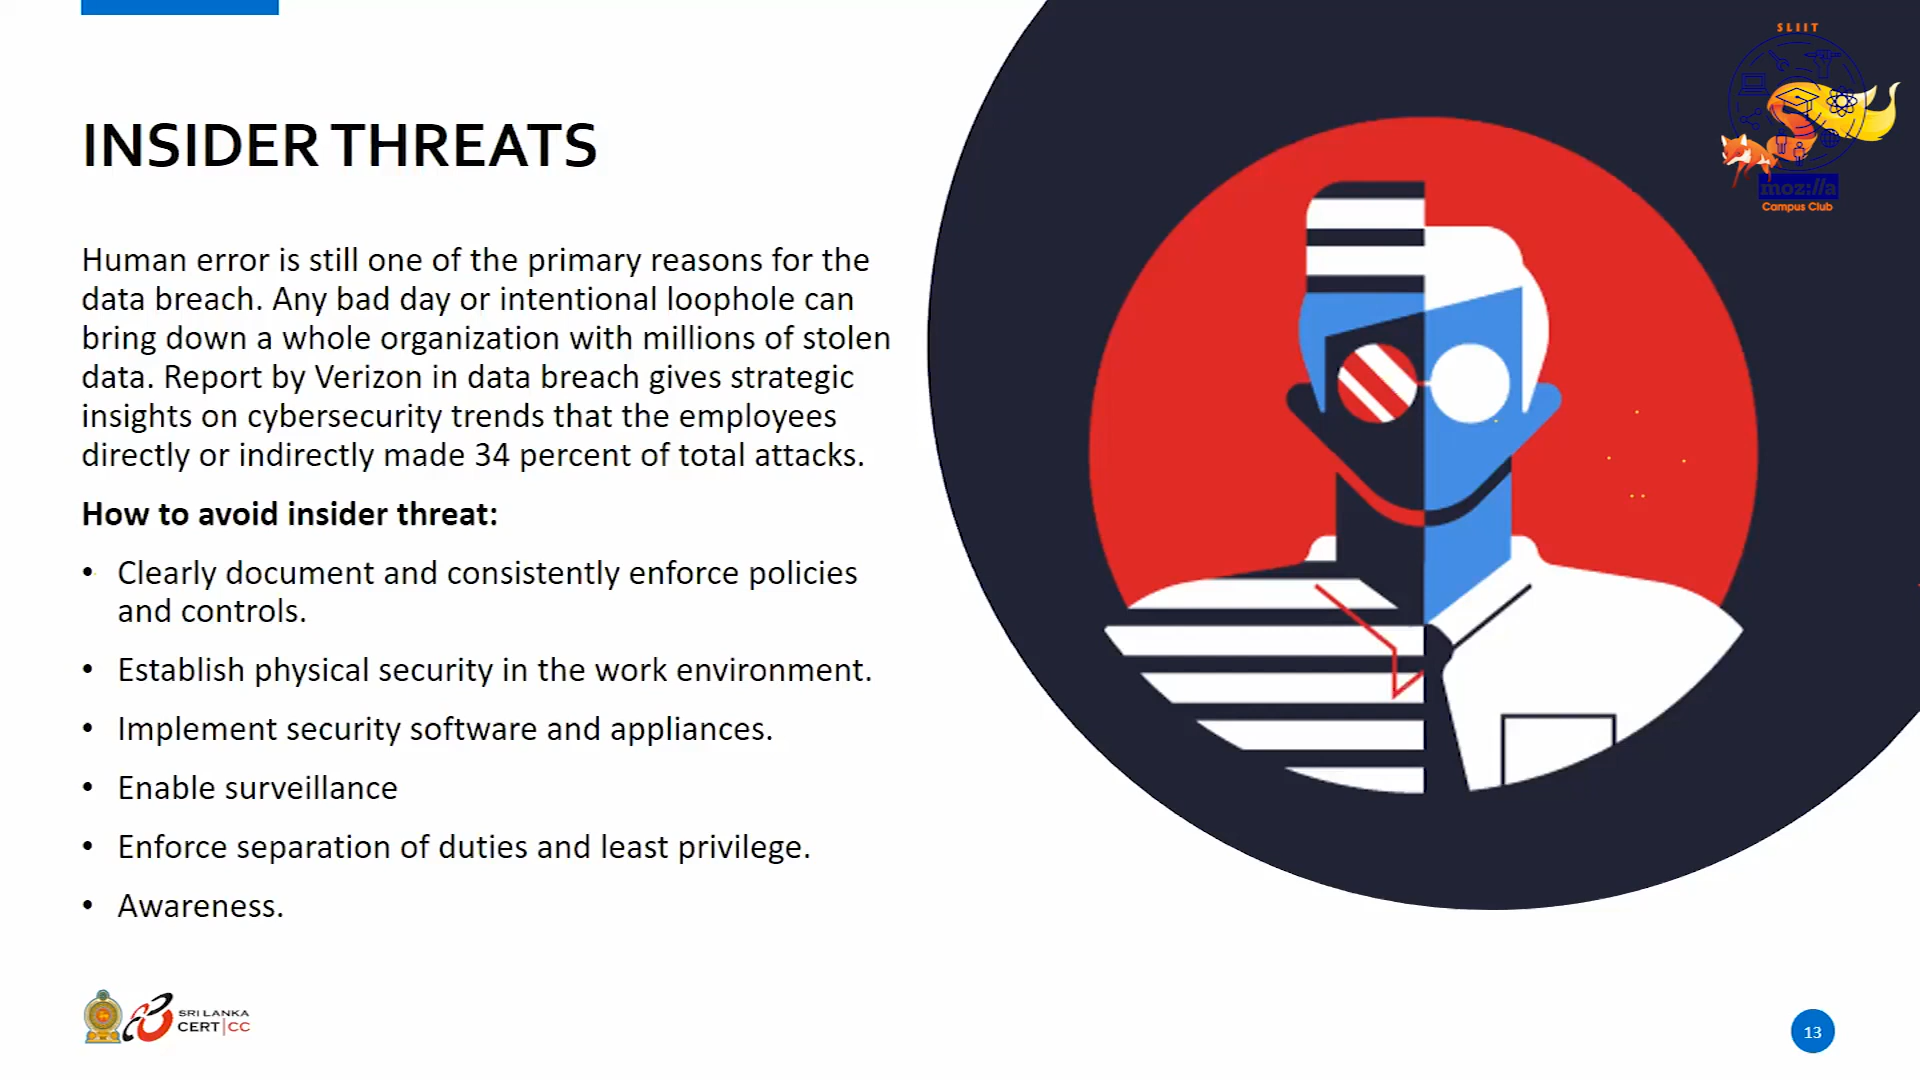 SLIIT
moz://a
Campus Club
INSIDER THREATS
Human error is still one of the primary reasons for the
data breach. Any bad day or intentional loophole can
bring down a whole organization with millions of stolen
data. Report by Verizon in data breach gives strategic
insights on cybersecurity trends that the employees
directly or indirectly made 34 percent of total attacks.
How to avoid insider threat:
• Clearly document and consistently enforce policies
and controls.
• Establish physical security in the work environment.
• Implement security software and appliances.
• Enable surveillance
• Enforce separation of duties and least privilege.
• Awareness.
SRI LANKA
CERT|CC
13